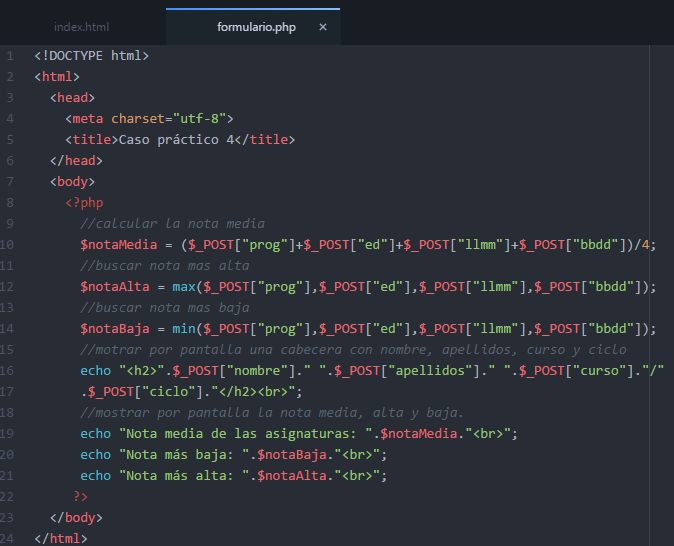 index.html
formulario.php ×
1 <!DOCTYPE html>
2 <html>
3 <head>
4 <meta charset="utf-8">
5 <title>Caso práctico 4</title>
6 </head>
7 <body>
8 <?php
9 //calcular la nota media
10 $notaMedia = ($_POST["prog"]+$_POST["ed"]+$_POST["llmm"]+$_POST["bbdd"])/4;
11 //buscar nota mas alta
12 $notaAlta = max($_POST["prog"],$_POST["ed"],$_POST["llmm"],$_POST["bbdd"]);
13 //buscar nota mas baja
14 $notaBaja = min($_POST["prog"],$_POST["ed"],$_POST["llmm"],$_POST["bbdd"]);
15 //motrar por pantalla una cabecera con nombre, apellidos, curso y ciclo
16 echo "<h2>".$_POST["nombre"]." ".$_POST["apellidos"]." ".$_POST["curso"]."/"
17 .$_POST["ciclo"]."</h2><br>";
18 //mostrar por pantalla la nota media, alta y baja.
19 echo "Nota media de las asignaturas: ".$notaMedia."<br>";
20 echo "Nota más baja: ".$notaBaja."<br>";
21 echo "Nota más alta: ".$notaAlta."<br>";
22 ?>
23 </body>
24 </html>